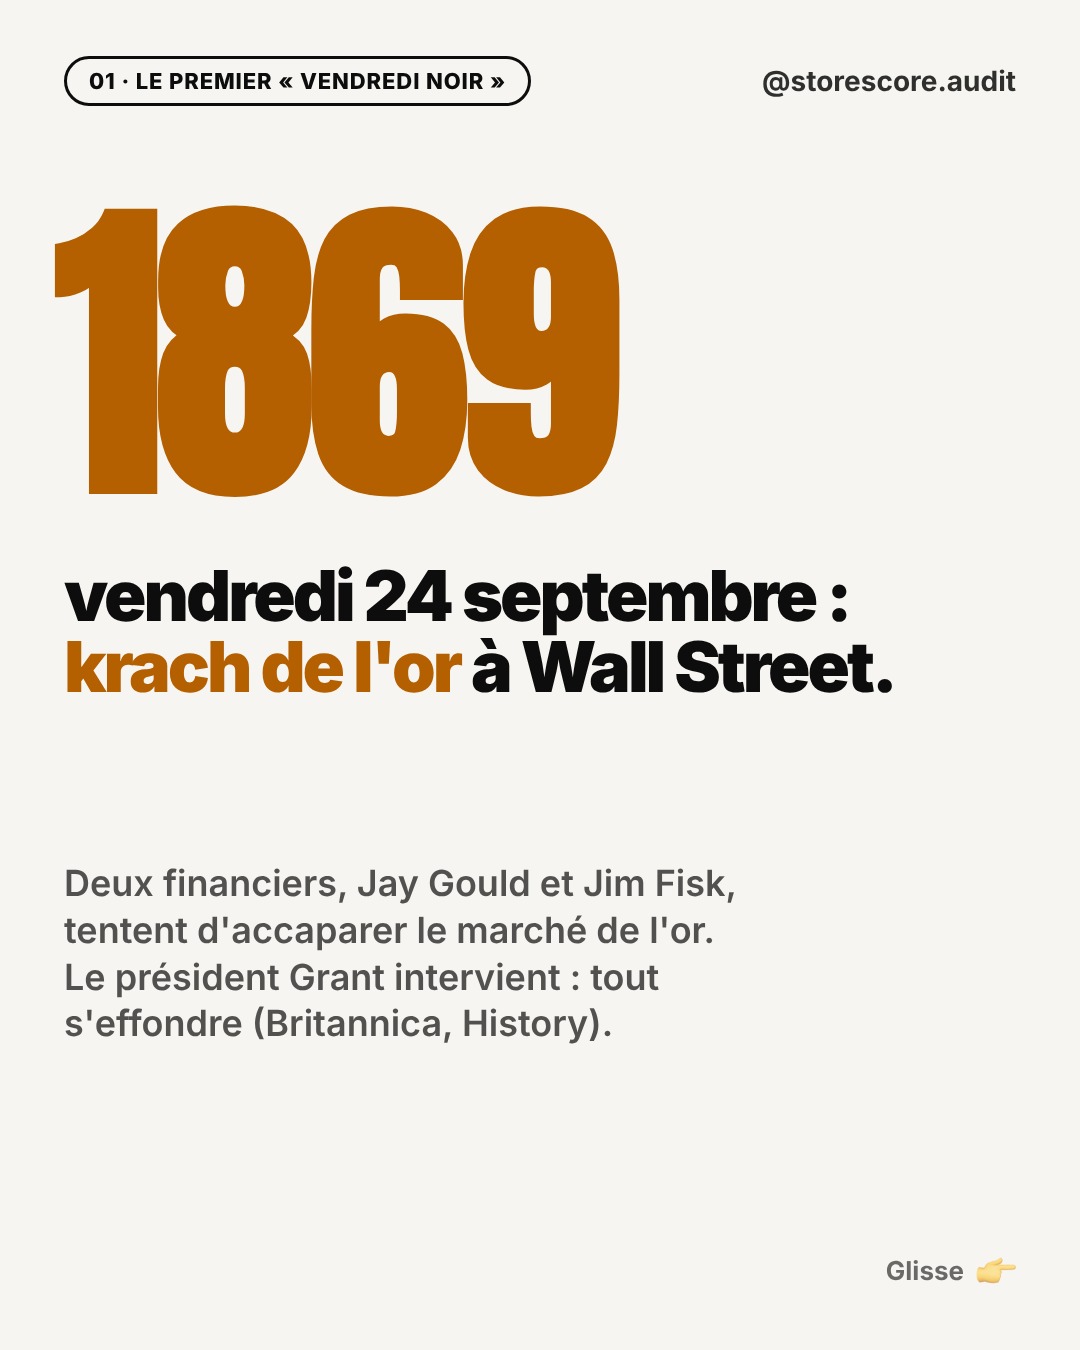 01 · LE PREMIER « VENDREDI NOIR »
@storescore.audit
1869
vendredi 24 septembre :
krach de l'or à Wall Street.
Deux financiers, Jay Gould et Jim Fisk,
tentent d'accaparer le marché de l'or.
Le président Grant intervient : tout
s'effondre (Britannica, History).
Glisse 👉